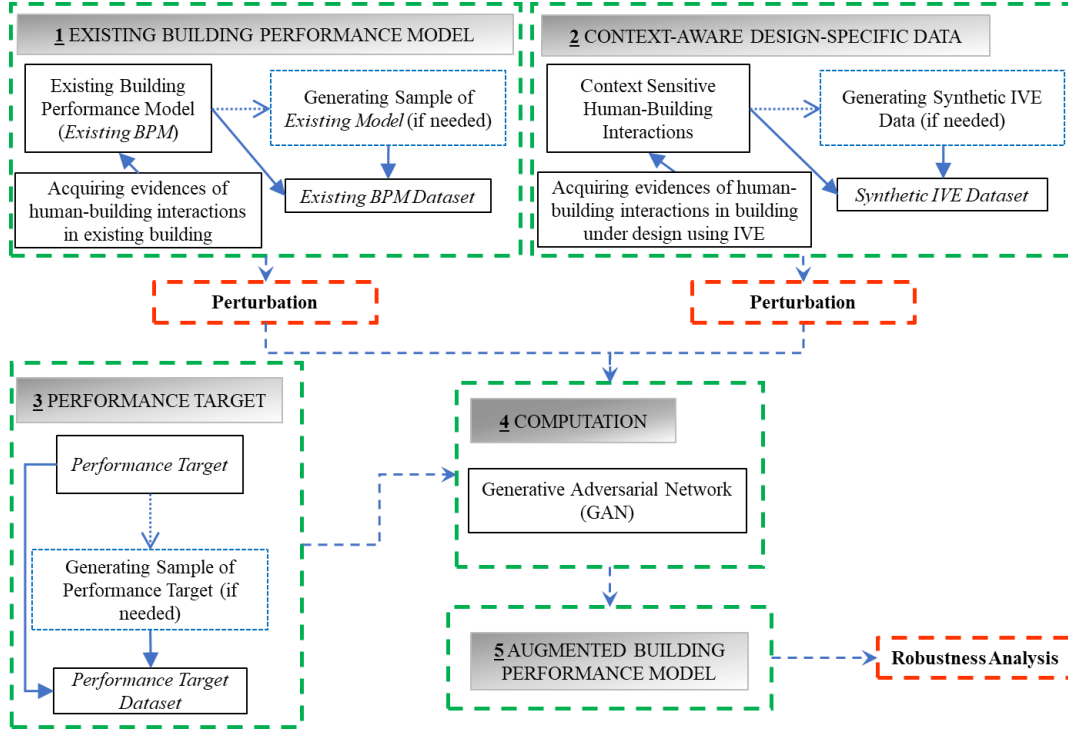 1 EXISTING BUILDING PERFORMANCE MODEL
Existing Building
Performance Model
(Existing BPM)
Generating Sample of
Existing Model (if needed)
Acquiring evidences of
human-building interactions
in existing building
Existing BPM Dataset
2 CONTEXT-AWARE DESIGN-SPECIFIC DATA
Context Sensitive
Human-Building
Interactions
Generating Synthetic IVE
Data (if needed)
Acquiring evidences of human-
building interactions in building
under design using IVE
Synthetic IVE Dataset
Perturbation
Perturbation
3 PERFORMANCE TARGET
Performance Target
Generating Sample of
Performance Target (if
needed)
Performance Target
Dataset
4 COMPUTATION
Generative Adversarial Network
(GAN)
5 AUGMENTED BUILDING
PERFORMANCE MODEL
Robustness Analysis